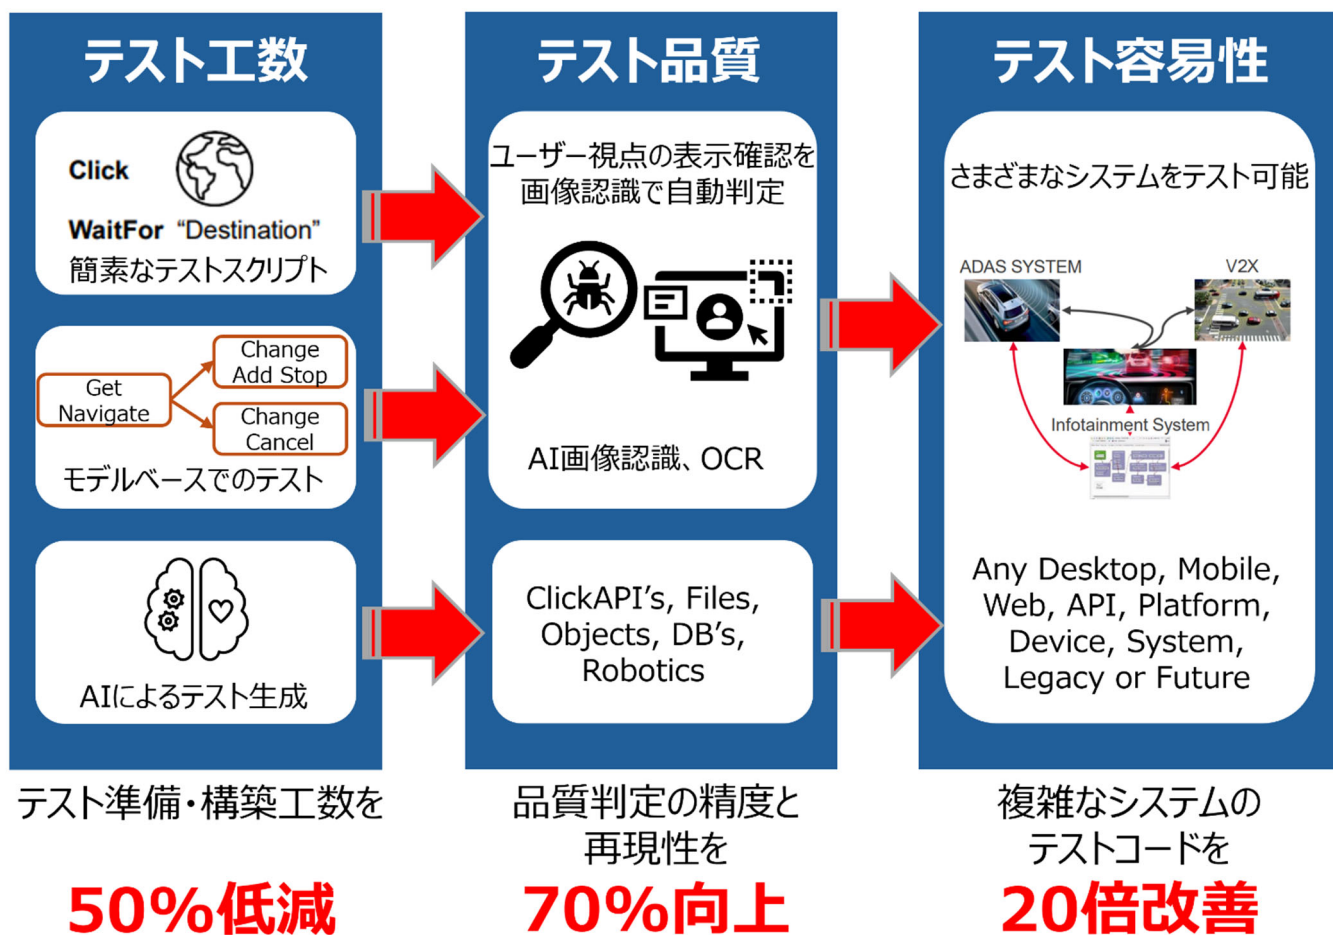 テスト工数
Click
WaitFor “Destination”
簡素なテストスクリプト
Get
Navigate
Change
Add Stop
Change
Cancel
モデルベースでのテスト
AIによるテスト生成
テスト準備・構築工数を
50%低減
テスト品質
ユーザー視点の表示確認を
画像認識で自動判定
AI画像認識、OCR
ClickAPI’s, Files,
Objects, DB’s,
Robotics
品質判定の精度と
再現性を
70%向上
テスト容易性
さまざまなシステムをテスト可能
ADAS SYSTEM
V2X
Infotainment System
Any Desktop, Mobile,
Web, API, Platform,
Device, System,
Legacy or Future
複雑なシステムの
テストコードを
20倍改善